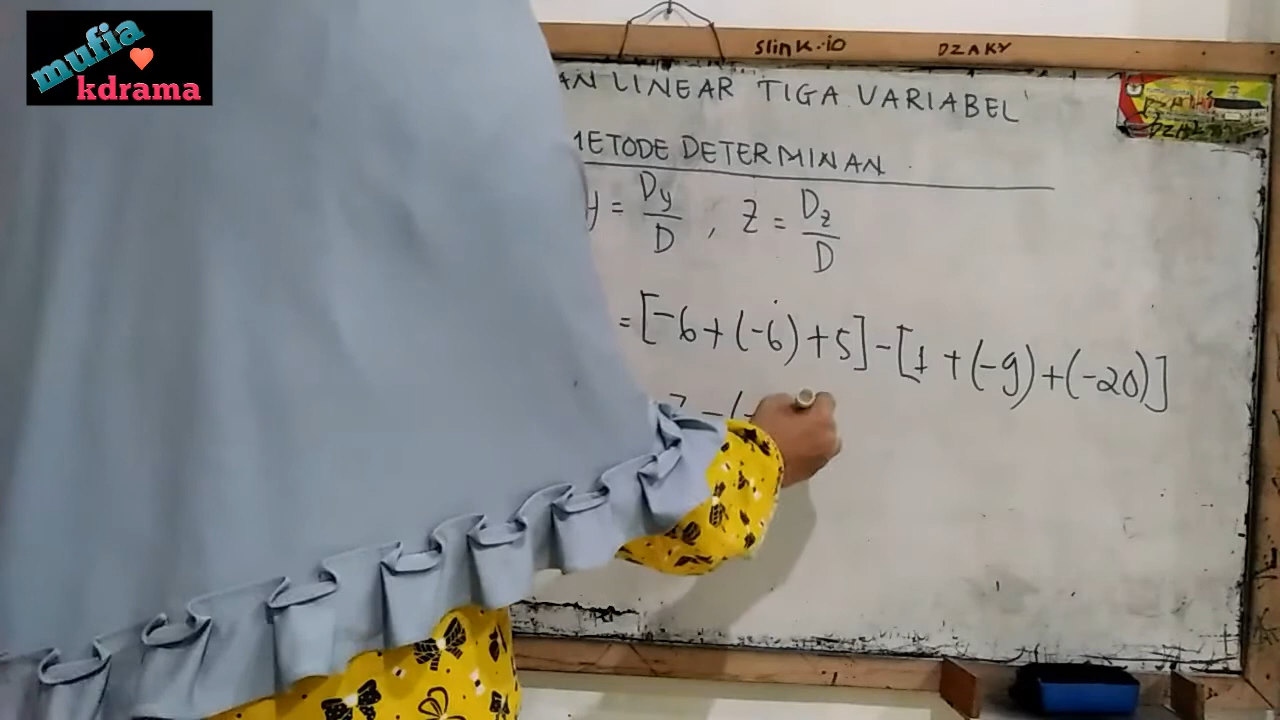 mufia
kdrama
slink.io DZAKY
AN LINEAR TIGA VARIABEL
METODE DETERMINAN
y = Dy/D , z = Dz/D
= [-6+(-6)+5]-[1+(-9)+(-20)]